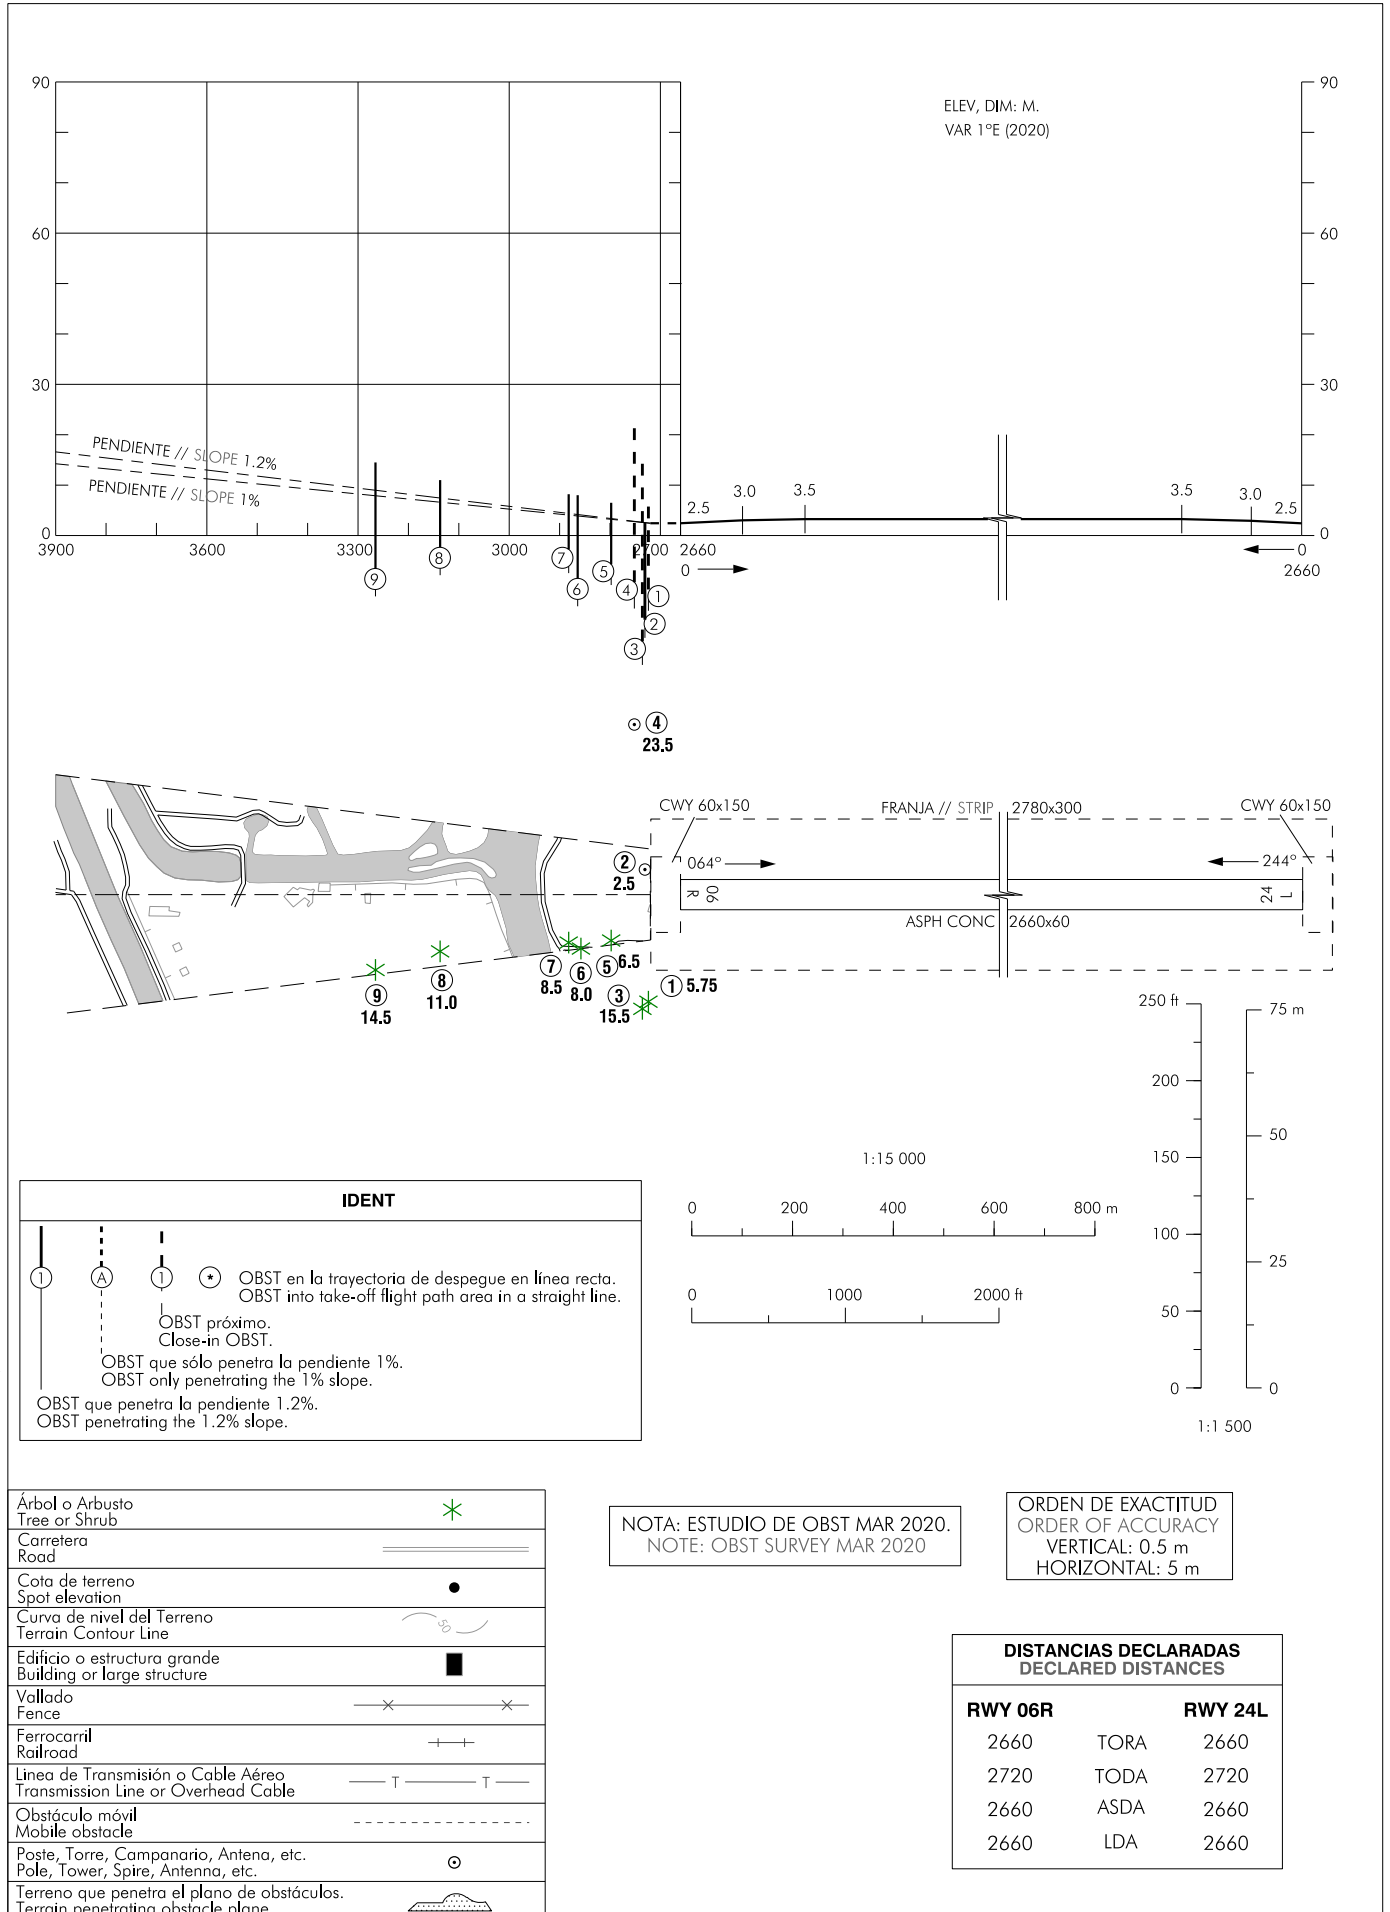 90
60
30
0
ELEV, DIM: M.
VAR 1ºE (2020)
90
60
30
0
PENDIENTE // SLOPE 1.2%
PENDIENTE // SLOPE 1%
3900
3600
3300
3000
2700
2660
0
2.5
3.0
3.5
3.5
3.0
2.5
2660
9
8
7
6
5
4
3
2
1
4
23.5
CWY 60x150
FRANJA // STRIP
2780x300
CWY 60x150
2
2.5
064º
244º
06
R
24
L
ASPH CONC
2660x60
7
8.5
6
8.0
5
6.5
8
11.0
9
14.5
3
15.5
1
5.75
250 ft
200
150
100
50
0
75 m
50
25
0
1:1 500
1:15 000
0
200
400
600
800 m
0
1000
2000 ft
IDENT
1
A
1
*
OBST en la trayectoria de despegue en línea recta.
OBST into take-off flight path area in a straight line.
OBST próximo.
Close-in OBST.
OBST que sólo penetra la pendiente 1%.
OBST only penetrating the 1% slope.
OBST que penetra la pendiente 1.2%.
OBST penetrating the 1.2% slope.
Árbol o Arbusto
Tree or Shrub
Carretera
Road
Cota de terreno
Spot elevation
Curva de nivel del Terreno
Terrain Contour Line
50
Edificio o estructura grande
Building or large structure
Vallado
Fence
Ferrocarril
Railroad
Linea de Transmisión o Cable Aéreo
Transmission Line or Overhead Cable
T
T
Obstáculo móvil
Mobile obstacle
Poste, Torre, Campanario, Antena, etc.
Pole, Tower, Spire, Antenna, etc.
Terreno que penetra el plano de obstáculos.
Terrain penetrating obstacle plane
NOTA: ESTUDIO DE OBST MAR 2020.
NOTE: OBST SURVEY MAR 2020
ORDEN DE EXACTITUD
ORDER OF ACCURACY
VERTICAL: 0.5 m
HORIZONTAL: 5 m
DISTANCIAS DECLARADAS
DECLARED DISTANCES
RWY 06R RWY 24L
2660 TORA 2660
2720 TODA 2720
2660 ASDA 2660
2660 LDA 2660